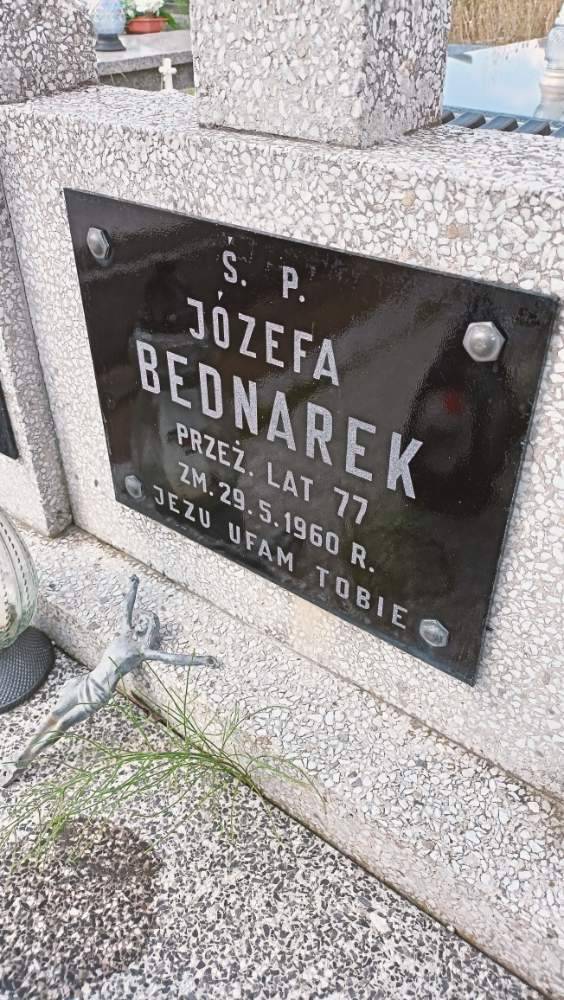 Ś. P.
JÓZEFA
BEDNAREK
PRZEŻ. LAT 77
ZM. 29.5.1960 R.
JEZU UFAM TOBIE